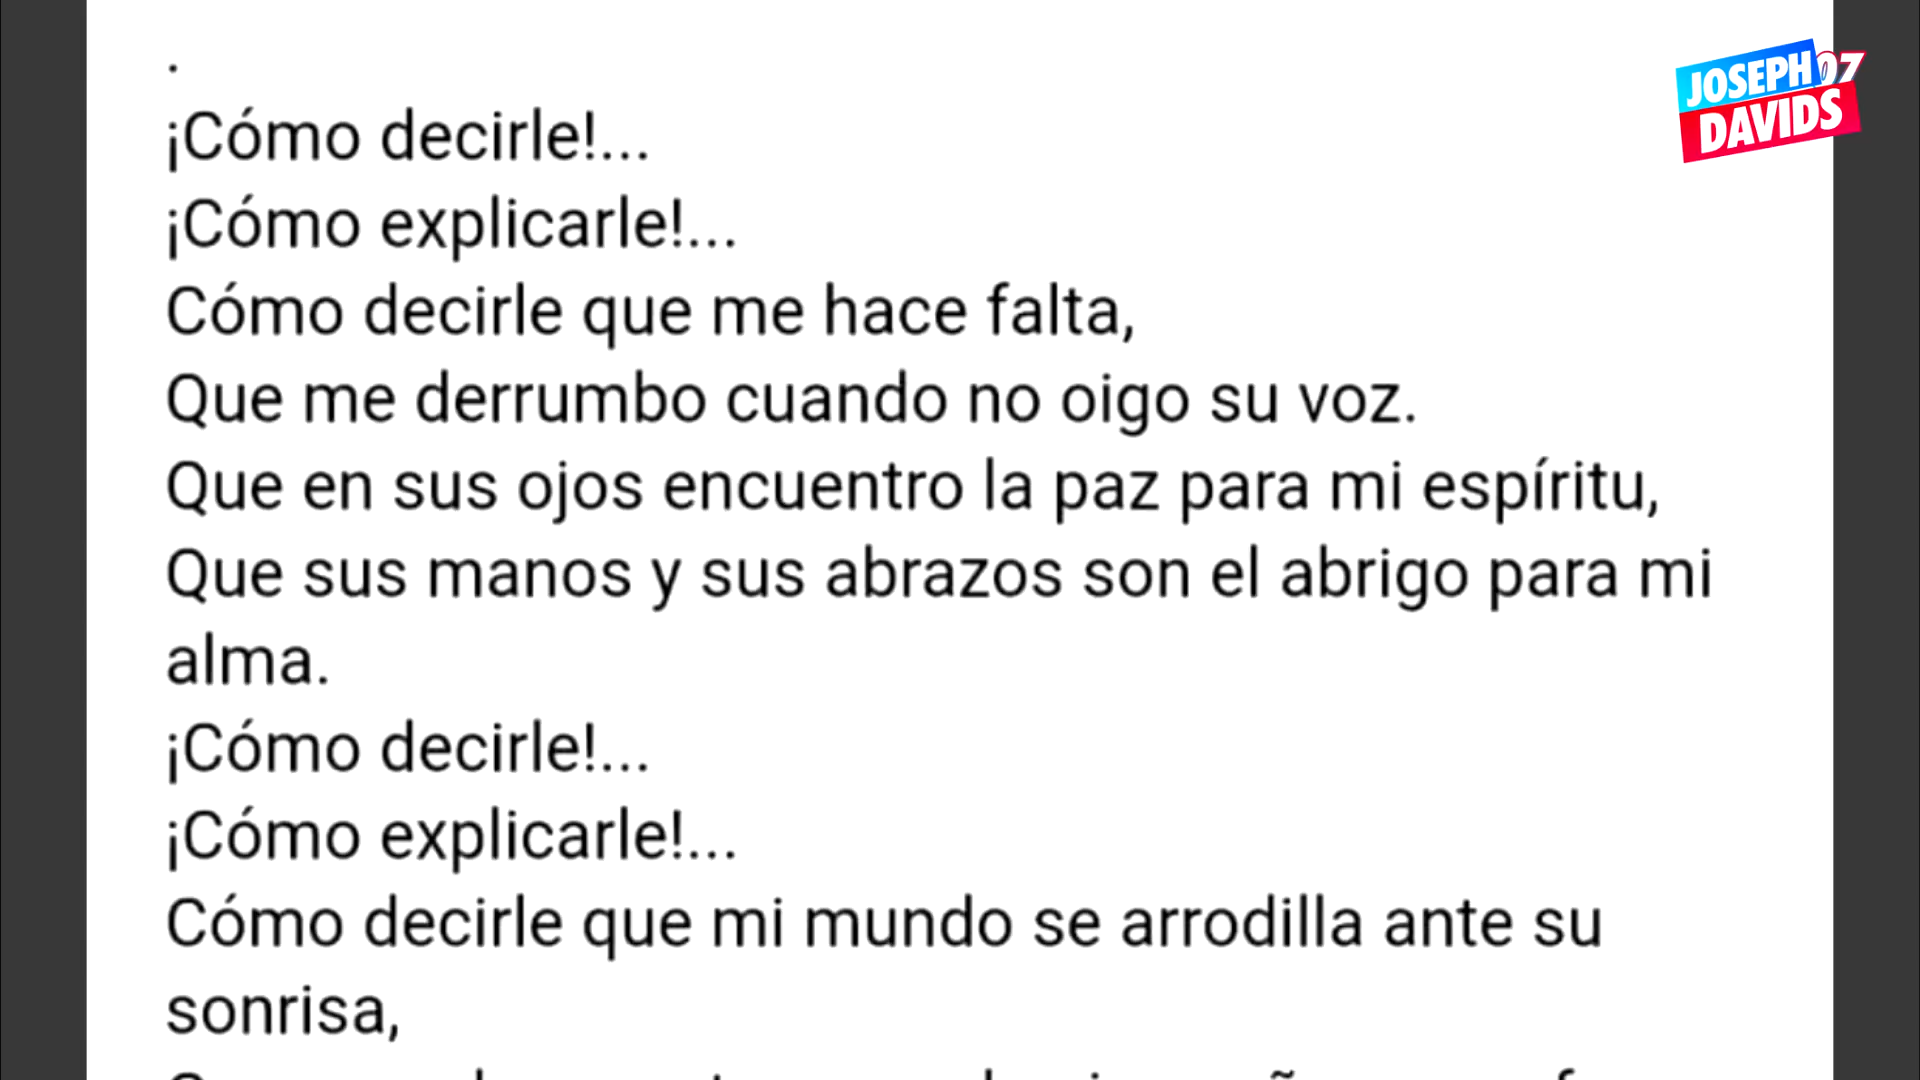 .
¡Cómo decirle!...
¡Cómo explicarle!...
Cómo decirle que me hace falta,
Que me derrumbo cuando no oigo su voz.
Que en sus ojos encuentro la paz para mi espíritu,
Que sus manos y sus abrazos son el abrigo para mi
alma.
¡Cómo decirle!...
¡Cómo explicarle!...
Cómo decirle que mi mundo se arrodilla ante su
sonrisa,
JOSEPH 07
DAVIDS